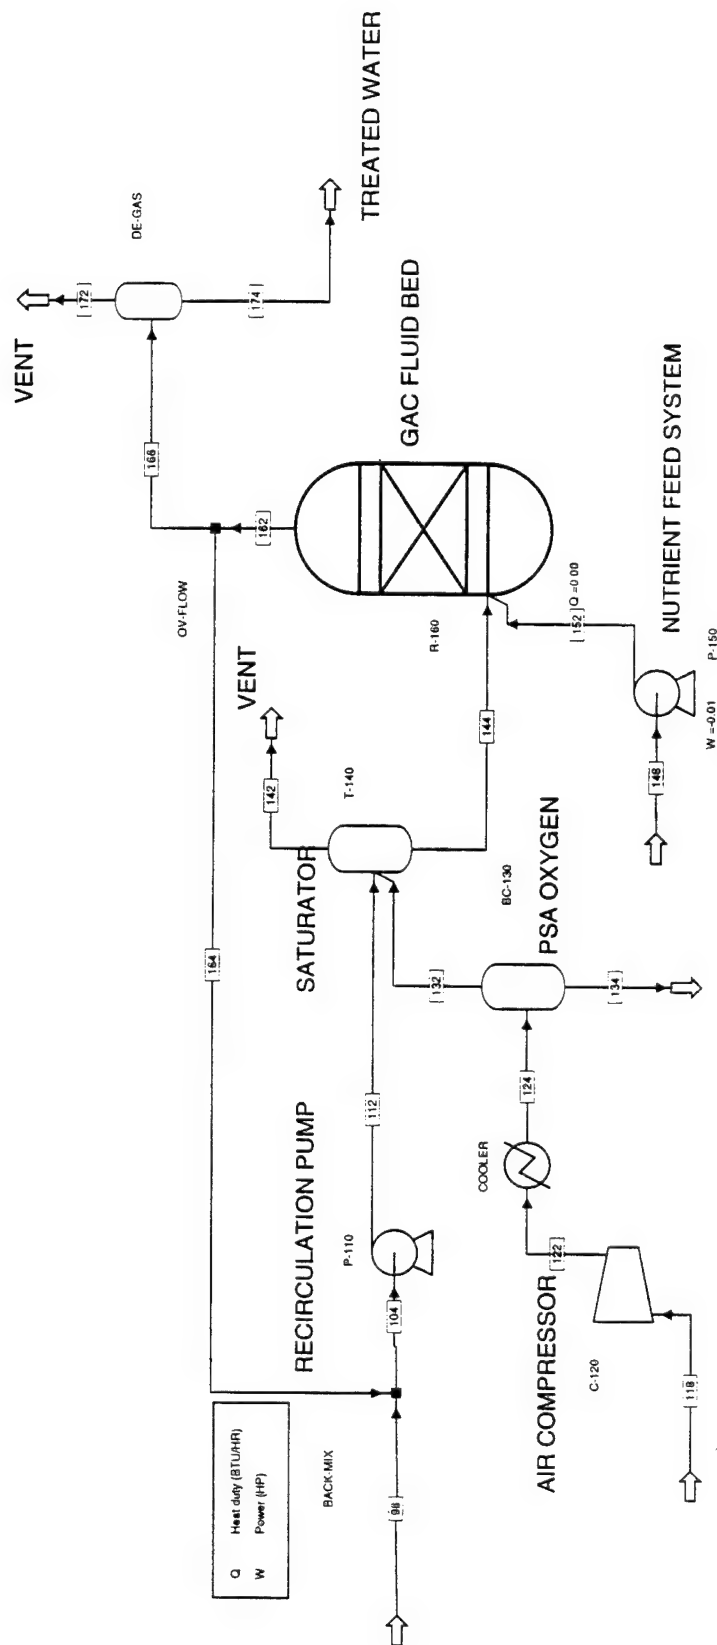 Q Heat duty (BTU/HR)
W Power (HP)
BACK-MIX
98
104
164
RECIRCULATION PUMP
P-110
112
AIR COMPRESSOR
C-120
118
122
COOLER
124
PSA OXYGEN
BC-130
132
134
SATURATOR
T-140
142
VENT
144
OV-FLOW
162
166
R-160
GAC FLUID BED
152
Q =0.00
NUTRIENT FEED SYSTEM
P-150
W =-0.01
148
VENT
172
DE-GAS
174
TREATED WATER